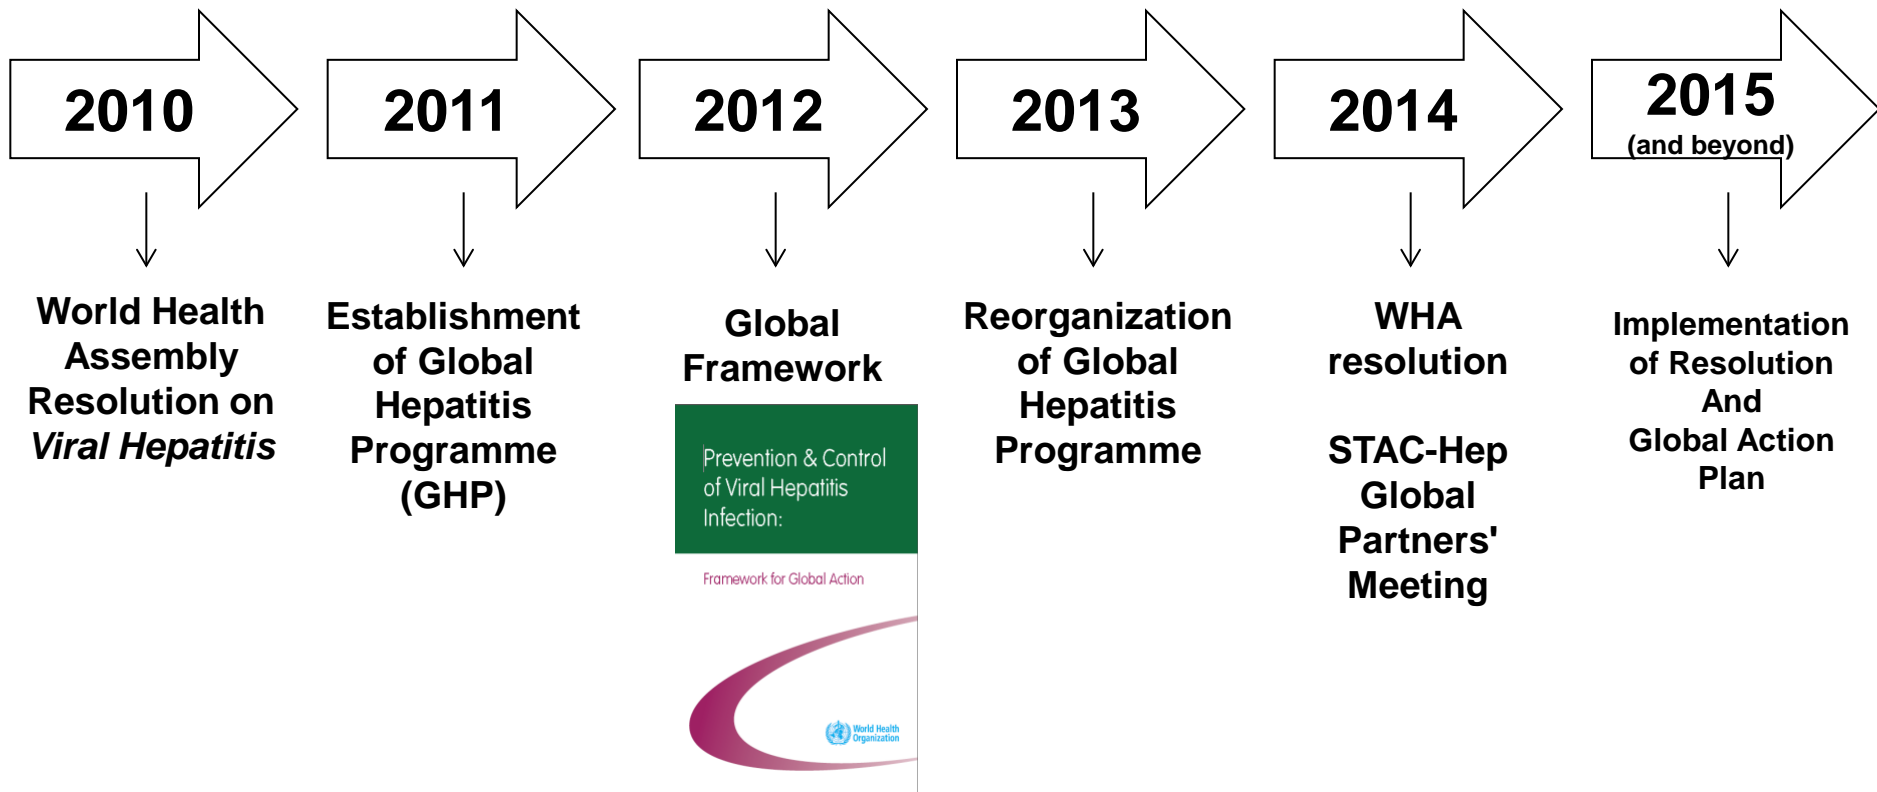 2010
World Health
Assembly
Resolution on
Viral Hepatitis
2011
Establishment
of Global
Hepatitis
Programme
(GHP)
2012
Global
Framework
Prevention & Control
of Viral Hepatitis
Infection:
Framework for Global Action
World Health
Organization
2013
Reorganization
of Global
Hepatitis
Programme
2014
WHA
resolution
STAC-Hep
Global
Partners'
Meeting
2015
(and beyond)
Implementation
of Resolution
And
Global Action
Plan